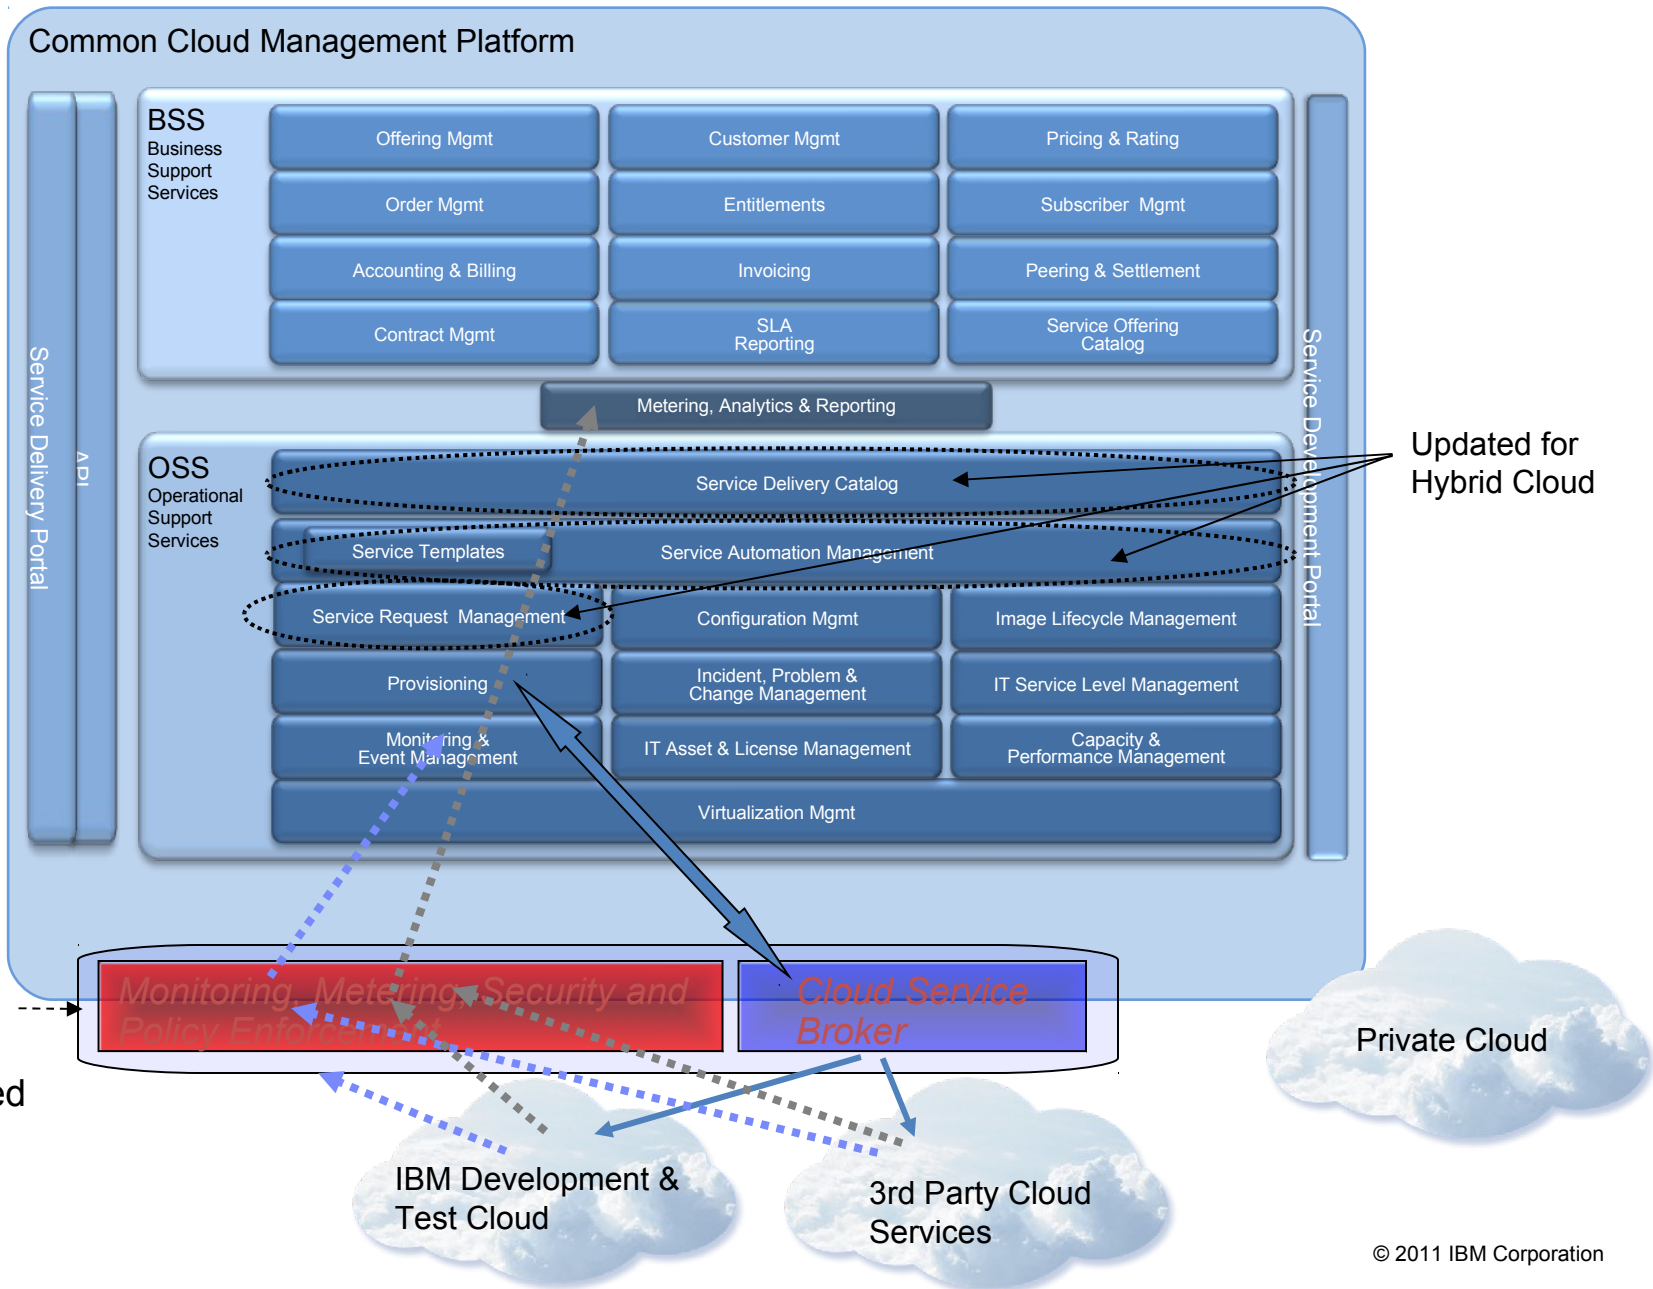 Common Cloud Management Platform
BSS
Business
Support
Services
Offering Mgmt
Customer Mgmt
Pricing & Rating
Order Mgmt
Entitlements
Subscriber Mgmt
Accounting & Billing
Invoicing
Peering & Settlement
Contract Mgmt
SLA
Reporting
Service Offering
Catalog
Service Delivery Portal
API
Service Development Portal
Metering, Analytics & Reporting
OSS
Operational
Support
Services
Service Delivery Catalog
Service Templates
Service Automation Management
Service Request Management
Configuration Mgmt
Image Lifecycle Management
Provisioning
Incident, Problem &
Change Management
IT Service Level Management
Monitoring &
Event Management
IT Asset & License Management
Capacity &
Performance Management
Virtualization Mgmt
Updated for
Hybrid Cloud
Monitoring, Metering, Security and
Policy Enforcement
Cloud Service
Broker
ed
Private Cloud
IBM Development &
Test Cloud
3rd Party Cloud
Services
© 2011 IBM Corporation